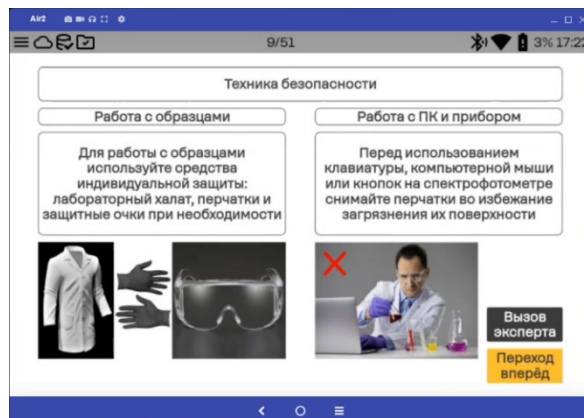 Air2
9/51
3% 17:22
Техника безопасности
Работа с образцами
Для работы с образцами
используйте средства
индивидуальной защиты:
лабораторный халат, перчатки и
защитные очки при необходимости
Работа с ПК и прибором
Перед использованием
клавиатуры, компьютерной мыши
или кнопок на спектрофотометре
снимайте перчатки во избежание
загрязнения их поверхности
Вызов
эксперта
Переход
вперёд